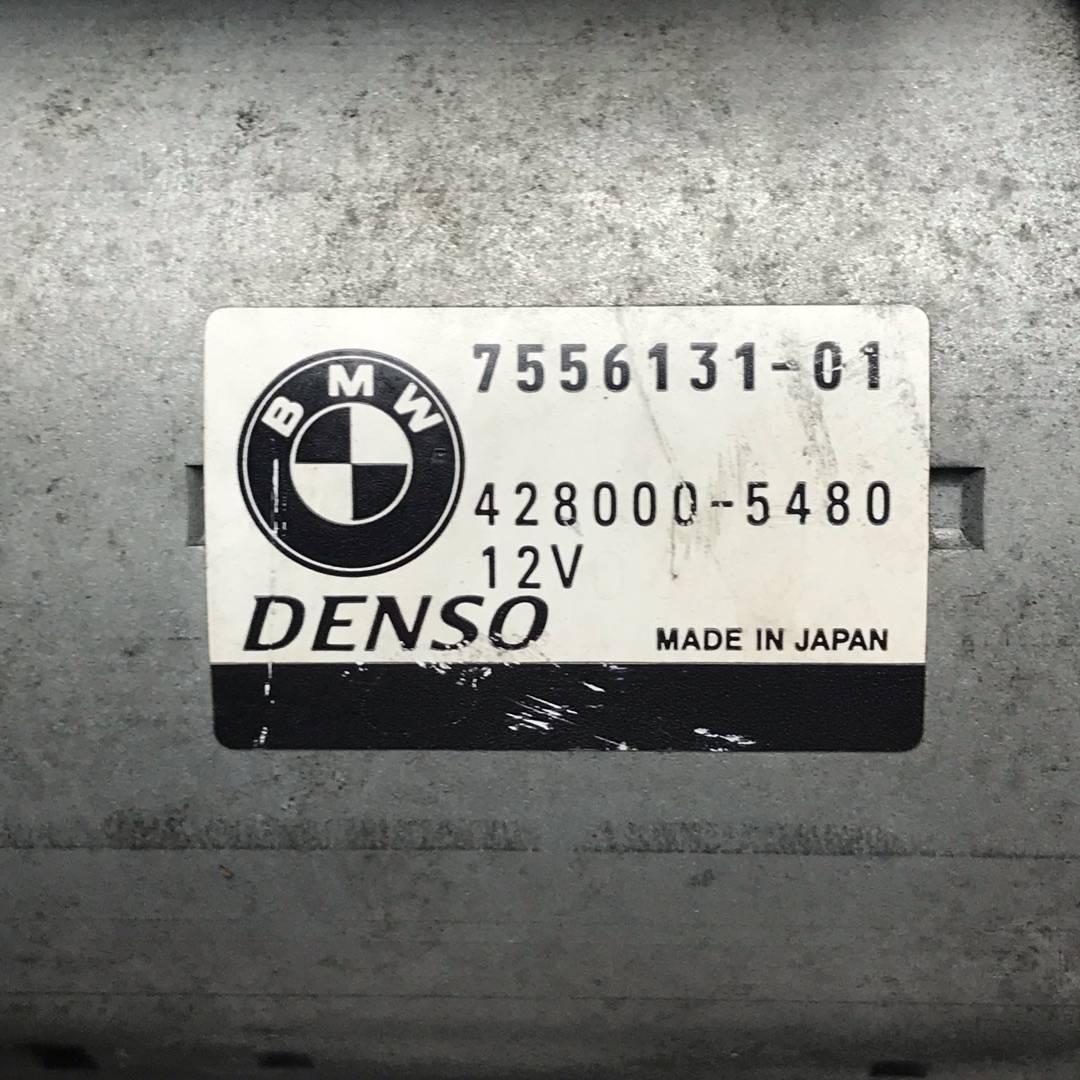 BMW
7556131-01
428000-5480
12V
DENSO
MADE IN JAPAN